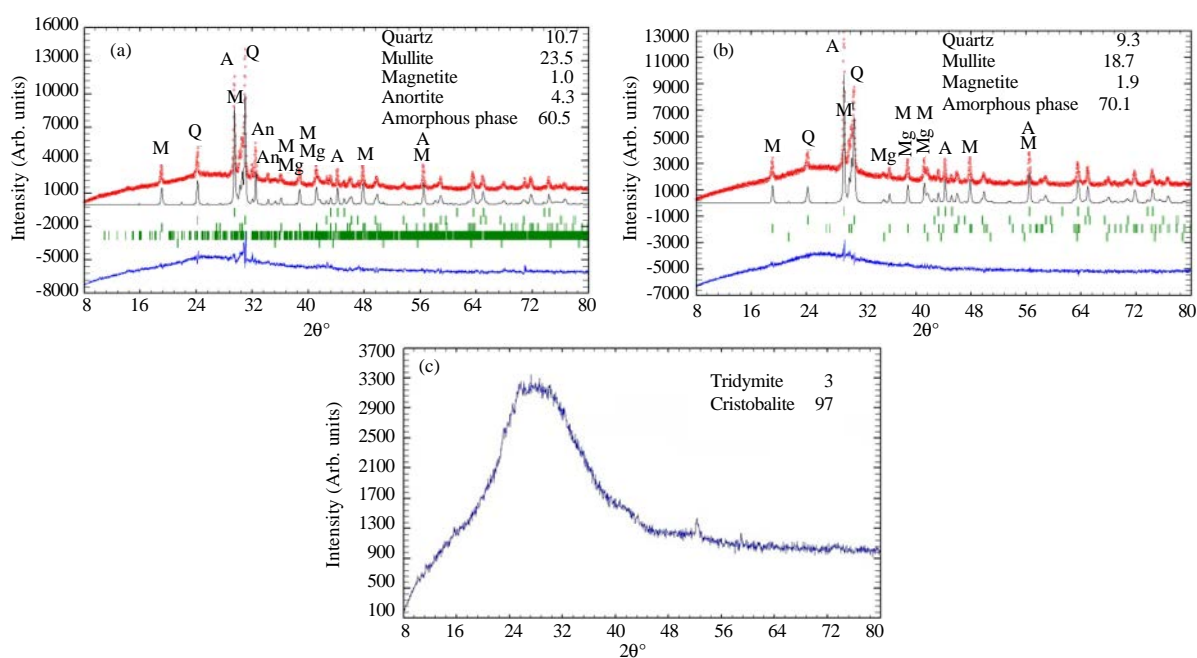 (a)
Intensity (Arb. units)
16000
13000
10000
7000
4000
1000
-2000
-5000
-8000
Quartz 10.7
Mullite 23.5
Magnetite 1.0
Anortite 4.3
Amorphous phase 60.5
M
Q
A
M
Q
An
An
M
M
Mg
M
Mg
A
M
A
M
8 16 24 32 40 48 56 64 72 80
2θ°
(b)
Intensity (Arb. units)
13000
11000
9000
7000
5000
3000
1000
-1000
-3000
-5000
-7000
Quartz 9.3
Mullite 18.7
Magnetite 1.9
Amorphous phase 70.1
M
Q
A
M
Q
Mg
M
Mg
M
Mg
A
M
A
M
8 16 24 32 40 48 56 64 72 80
2θ°
(c)
Intensity (Arb. units)
3700
3300
2900
2500
2100
1700
1300
900
500
100
Tridymite 3
Cristobalite 97
8 16 24 32 40 48 56 64 72 80
2θ°